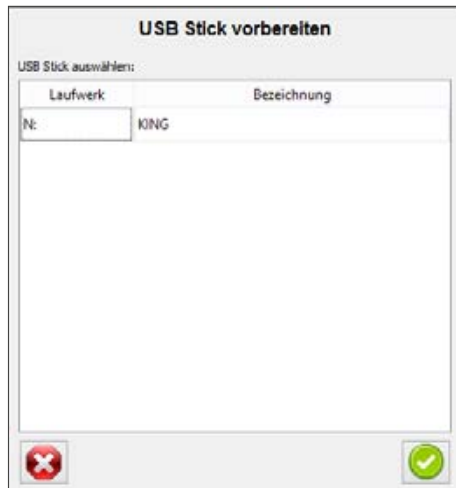 USB Stick vorbereiten
USB Stick auswählen:
Laufwerk Bezeichnung
N: KING